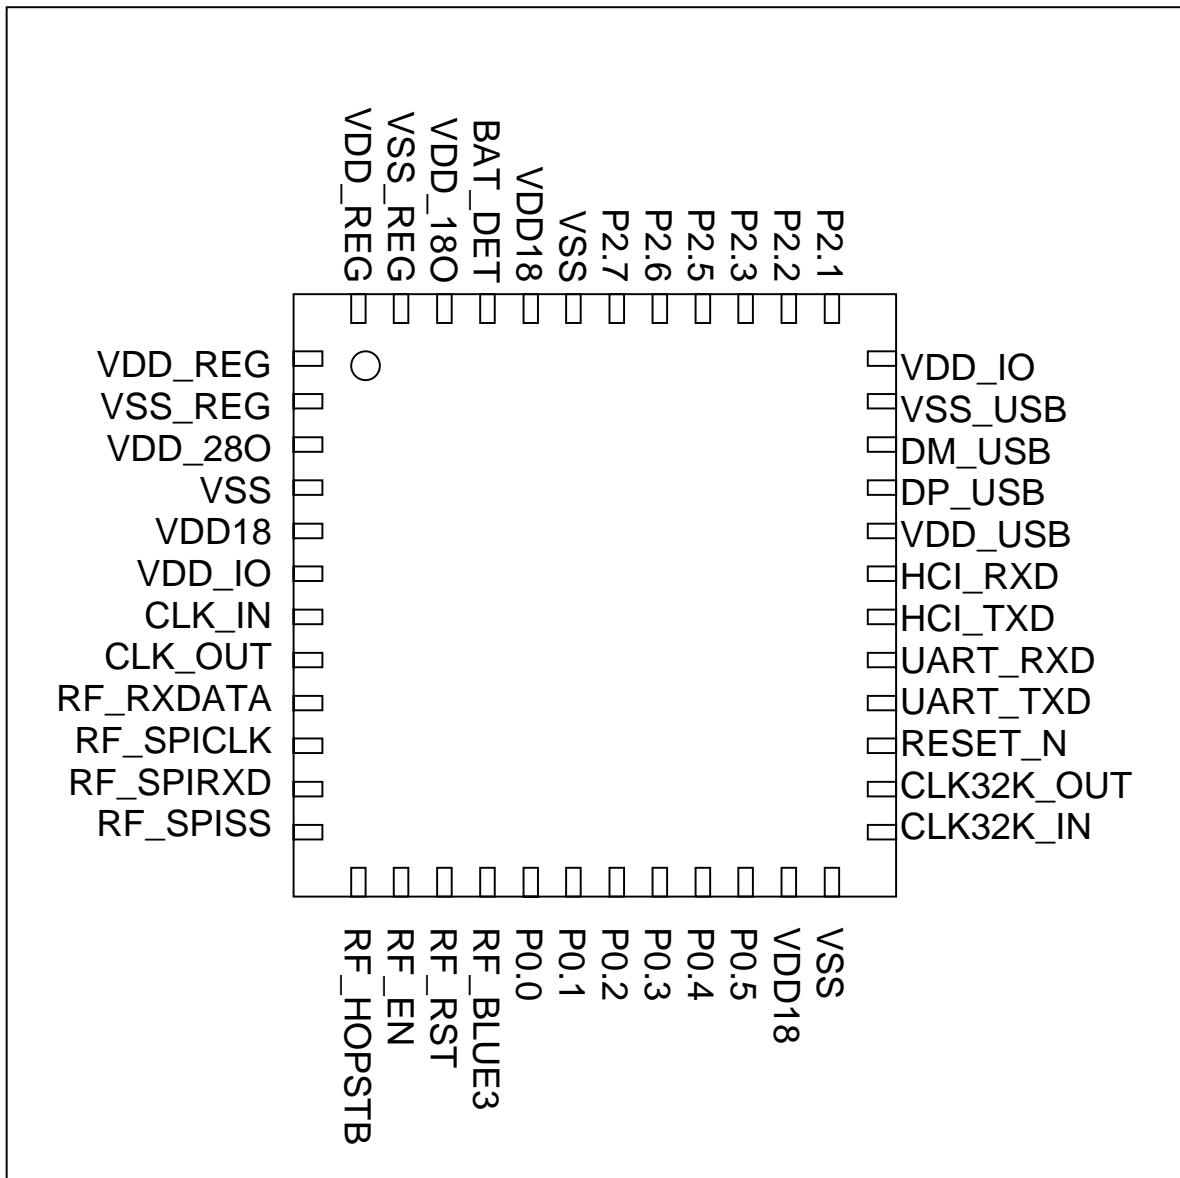 VDD_REG
VSS_REG
VDD_18O
BAT_DET
VDD18
VSS
P2.7
P2.6
P2.5
P2.3
P2.2
P2.1
VDD_REG
VSS_REG
VDD_28O
VSS
VDD18
VDD_IO
CLK_IN
CLK_OUT
RF_RXDATA
RF_SPICLK
RF_SPIRXD
RF_SPISS
VDD_IO
VSS_USB
DM_USB
DP_USB
VDD_USB
HCI_RXD
HCI_TXD
UART_RXD
UART_TXD
RESET_N
CLK32K_OUT
CLK32K_IN
RF_HOPSTB
RF_EN
RF_RST
RF_BLUE3
P0.0
P0.1
P0.2
P0.3
P0.4
P0.5
VDD18
VSS